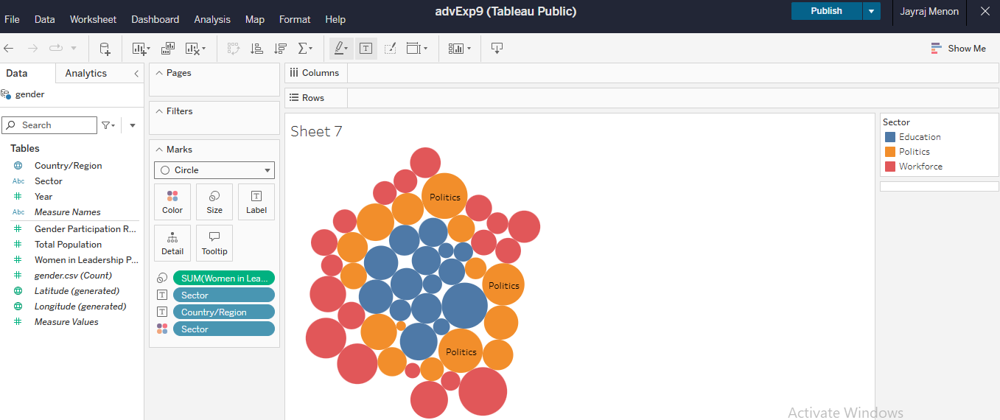 advExp9 (Tableau Public)
Publish
Jayraj Menon
File Data Worksheet Dashboard Analysis Map Format Help
Show Me
Data Analytics
gender
Search
Tables
Country/Region
Abc Sector
Year
Abc Measure Names
Gender Participation R...
Total Population
Women in Leadership P...
gender.csv (Count)
Latitude (generated)
Longitude (generated)
Measure Values
Pages
Filters
Marks
Circle
Color Size Label
Detail Tooltip
SUM(Women in Lea...
Sector
Country/Region
Sector
Columns
Rows
Sheet 7
Politics
Politics
Politics
Sector
Education
Politics
Workforce
Activate Windows